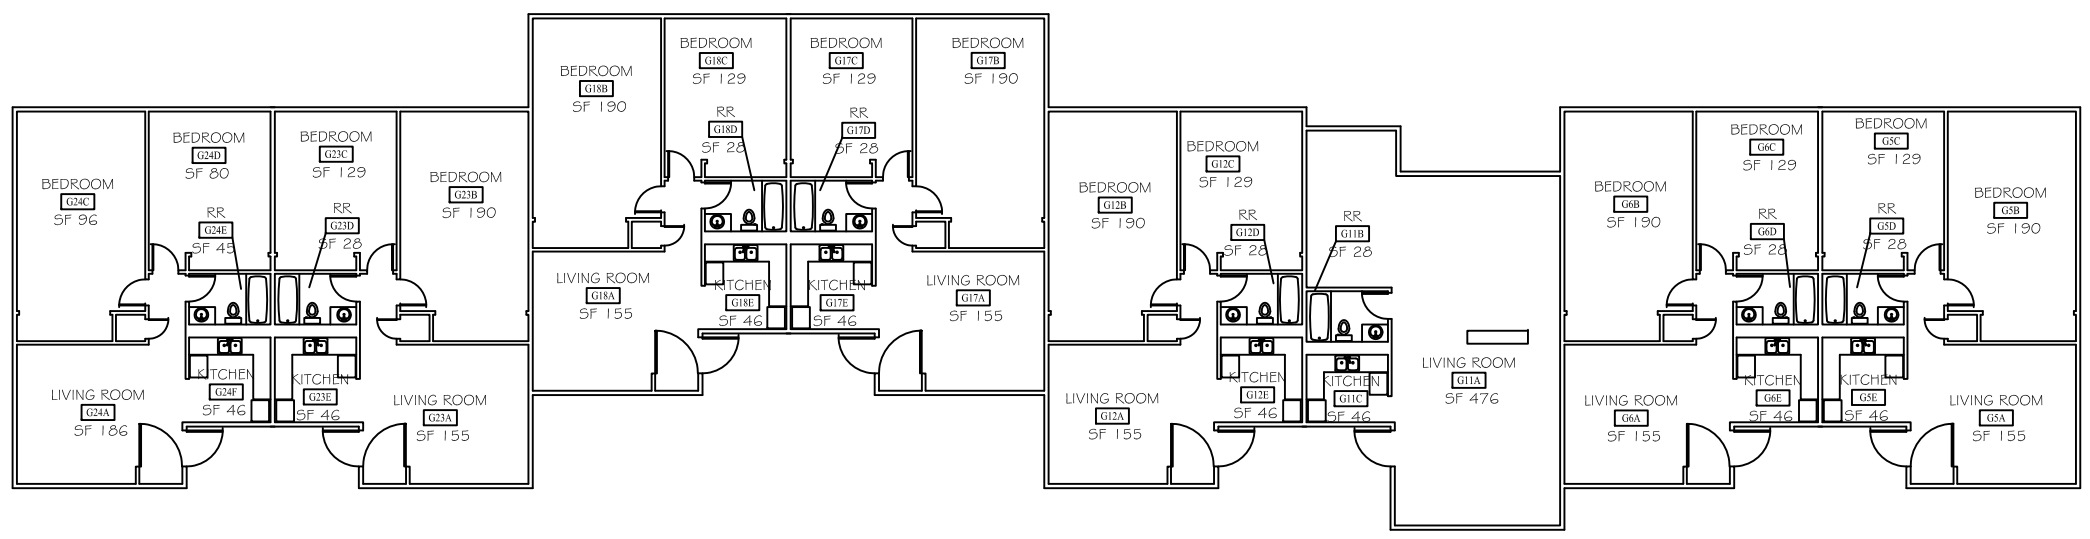 BEDROOM
G24C
SF 96
BEDROOM
G24D
SF 80
RR
G24E
SF 45
KITCHEN
G24F
SF 46
LIVING ROOM
G24A
SF 186
BEDROOM
G23C
SF 129
RR
G23D
SF 28
KITCHEN
G23E
SF 46
BEDROOM
G23B
SF 190
LIVING ROOM
G23A
SF 155
BEDROOM
G18B
SF 190
BEDROOM
G18C
SF 129
RR
G18D
SF 28
KITCHEN
G18E
SF 46
LIVING ROOM
G18A
SF 155
BEDROOM
G17C
SF 129
RR
G17D
SF 28
KITCHEN
G17E
SF 46
BEDROOM
G17B
SF 190
LIVING ROOM
G17A
SF 155
BEDROOM
G12B
SF 190
BEDROOM
G12C
SF 129
RR
G12D
SF 28
KITCHEN
G12E
SF 46
LIVING ROOM
G12A
SF 155
RR
G11B
SF 28
KITCHEN
G11C
SF 46
LIVING ROOM
G11A
SF 476
BEDROOM
G6B
SF 190
BEDROOM
G6C
SF 129
RR
G6D
SF 28
KITCHEN
G6E
SF 46
LIVING ROOM
G6A
SF 155
BEDROOM
G5C
SF 129
RR
G5D
SF 28
KITCHEN
G5E
SF 46
BEDROOM
G5B
SF 190
LIVING ROOM
G5A
SF 155